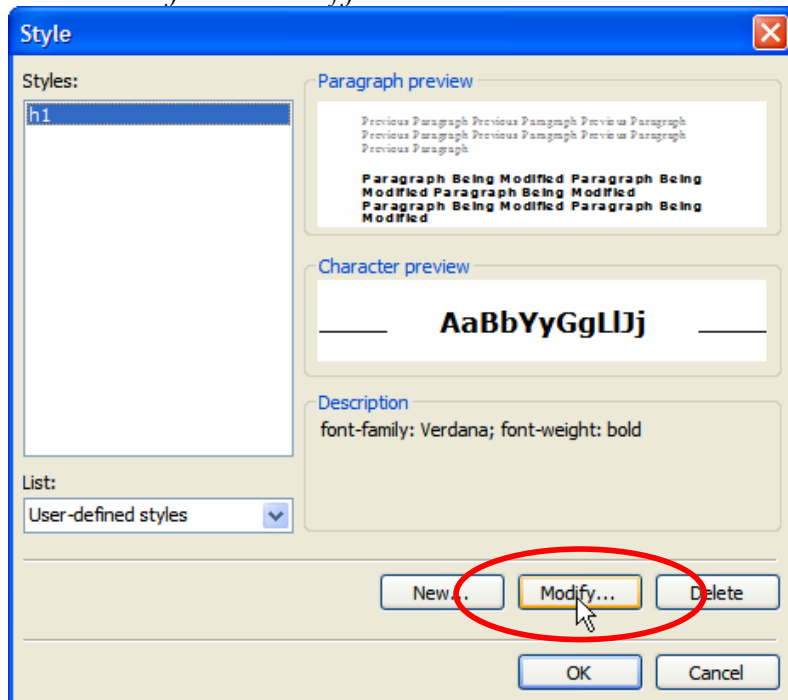 Style
Styles:
h1
Paragraph preview
Previous Paragraph Previous Paragraph Previous Paragraph
Previous Paragraph Previous Paragraph Previous Paragraph
Previous Paragraph
Paragraph Being Modified Paragraph Being
Modified Paragraph Being Modified
Paragraph Being Modified Paragraph Being
Modified
Character preview
AaBbYyGgLlJj
Description
font-family: Verdana; font-weight: bold
List:
User-defined styles
New...
Modify...
Delete
OK
Cancel